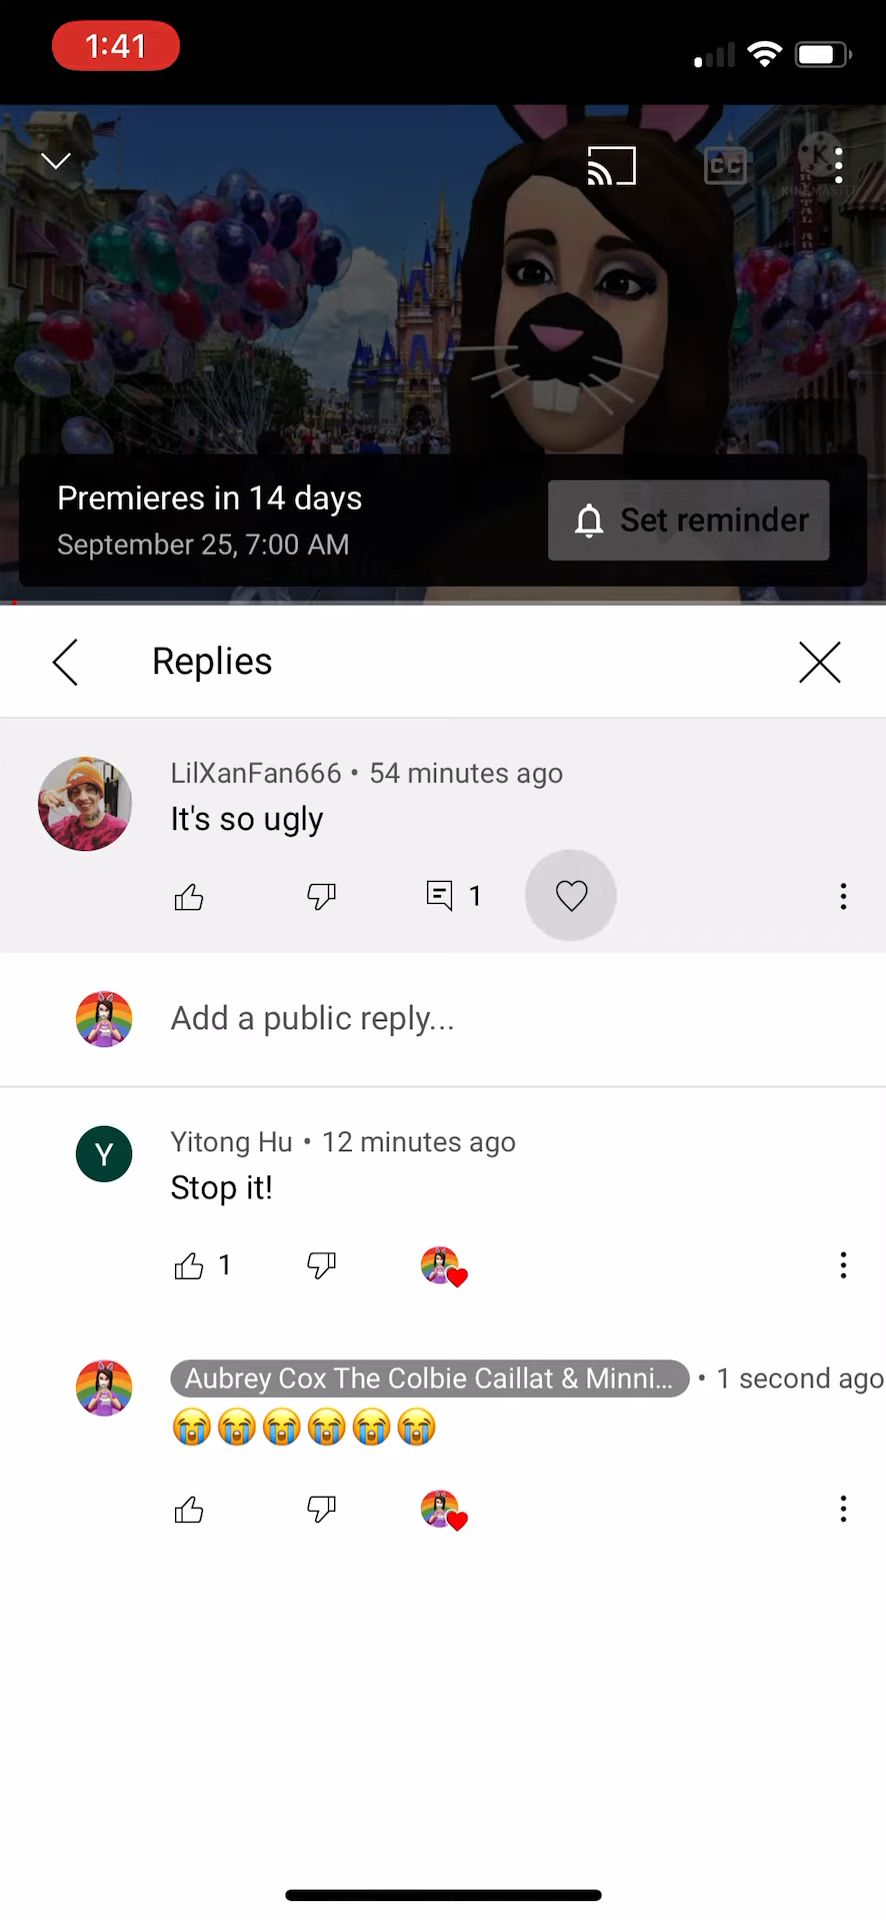 1:41
CC
K
KINEMASTER
Premieres in 14 days
September 25, 7:00 AM
Set reminder
Replies
LilXanFan666 • 54 minutes ago
It's so ugly
1
Add a public reply...
Y
Yitong Hu • 12 minutes ago
Stop it!
1
Aubrey Cox The Colbie Caillat & Minni... • 1 second ago
😭😭😭😭😭😭